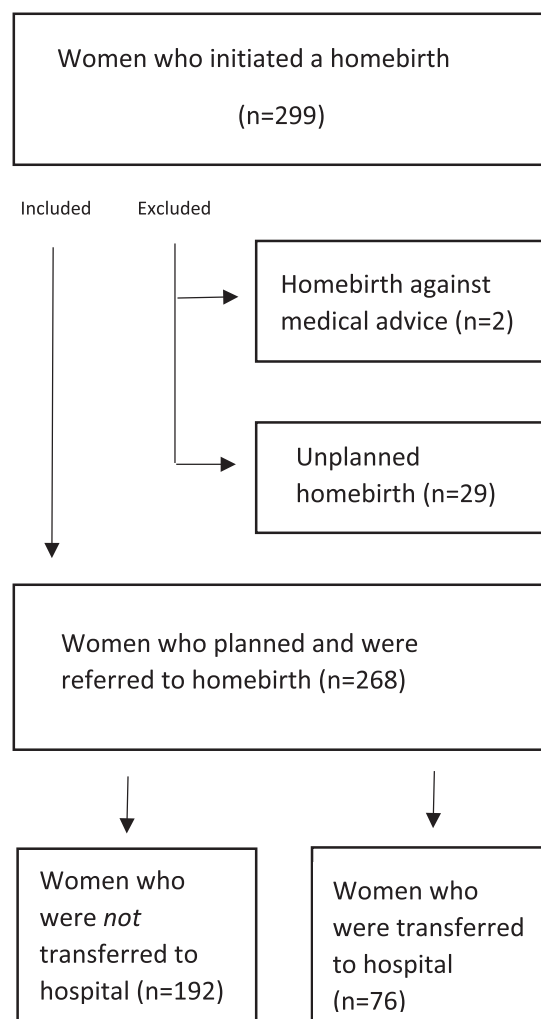 Women who initiated a homebirth
(n=299)
Included
Excluded
Homebirth against
medical advice (n=2)
Unplanned
homebirth (n=29)
Women who planned and were
referred to homebirth (n=268)
Women who
were not
transferred to
hospital (n=192)
Women who
were transferred
to hospital
(n=76)